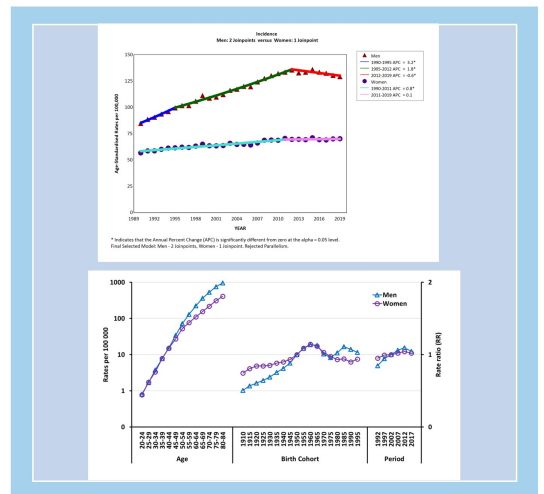 Incidence
Men: 2 Joinpoints versus Women: 1 Joinpoint
Age-Standardised Rates per 100,000
150
125
100
75
50
25
0
1989 1992 1995 1998 2001 2004 2007 2010 2013 2016 2019
YEAR
Men
1990-1995 APC = 3.2*
1995-2012 APC = 1.8*
2012-2019 APC = -0.6*
Women
1990-2011 APC = 0.8*
2011-2019 APC = 0.1
* Indicates that the Annual Percent Change (APC) is significantly different from zero at the alpha = 0.05 level.
Final Selected Model: Men - 2 Joinpoints, Women - 1 Joinpoint. Rejected Parallelism.
Rates per 100 000
1000
100
10
1
0
Men
Women
2
1
0
Rate ratio (RR)
20-24 25-29 30-34 35-39 40-44 45-49 50-54 55-59 60-64 65-69 70-74 75-79 80-84
1910 1915 1920 1925 1930 1935 1940 1945 1950 1955 1960 1965 1970 1975 1980 1985 1990 1995
1992 1997 2002 2007 2012 2017
Age
Birth Cohort
Period